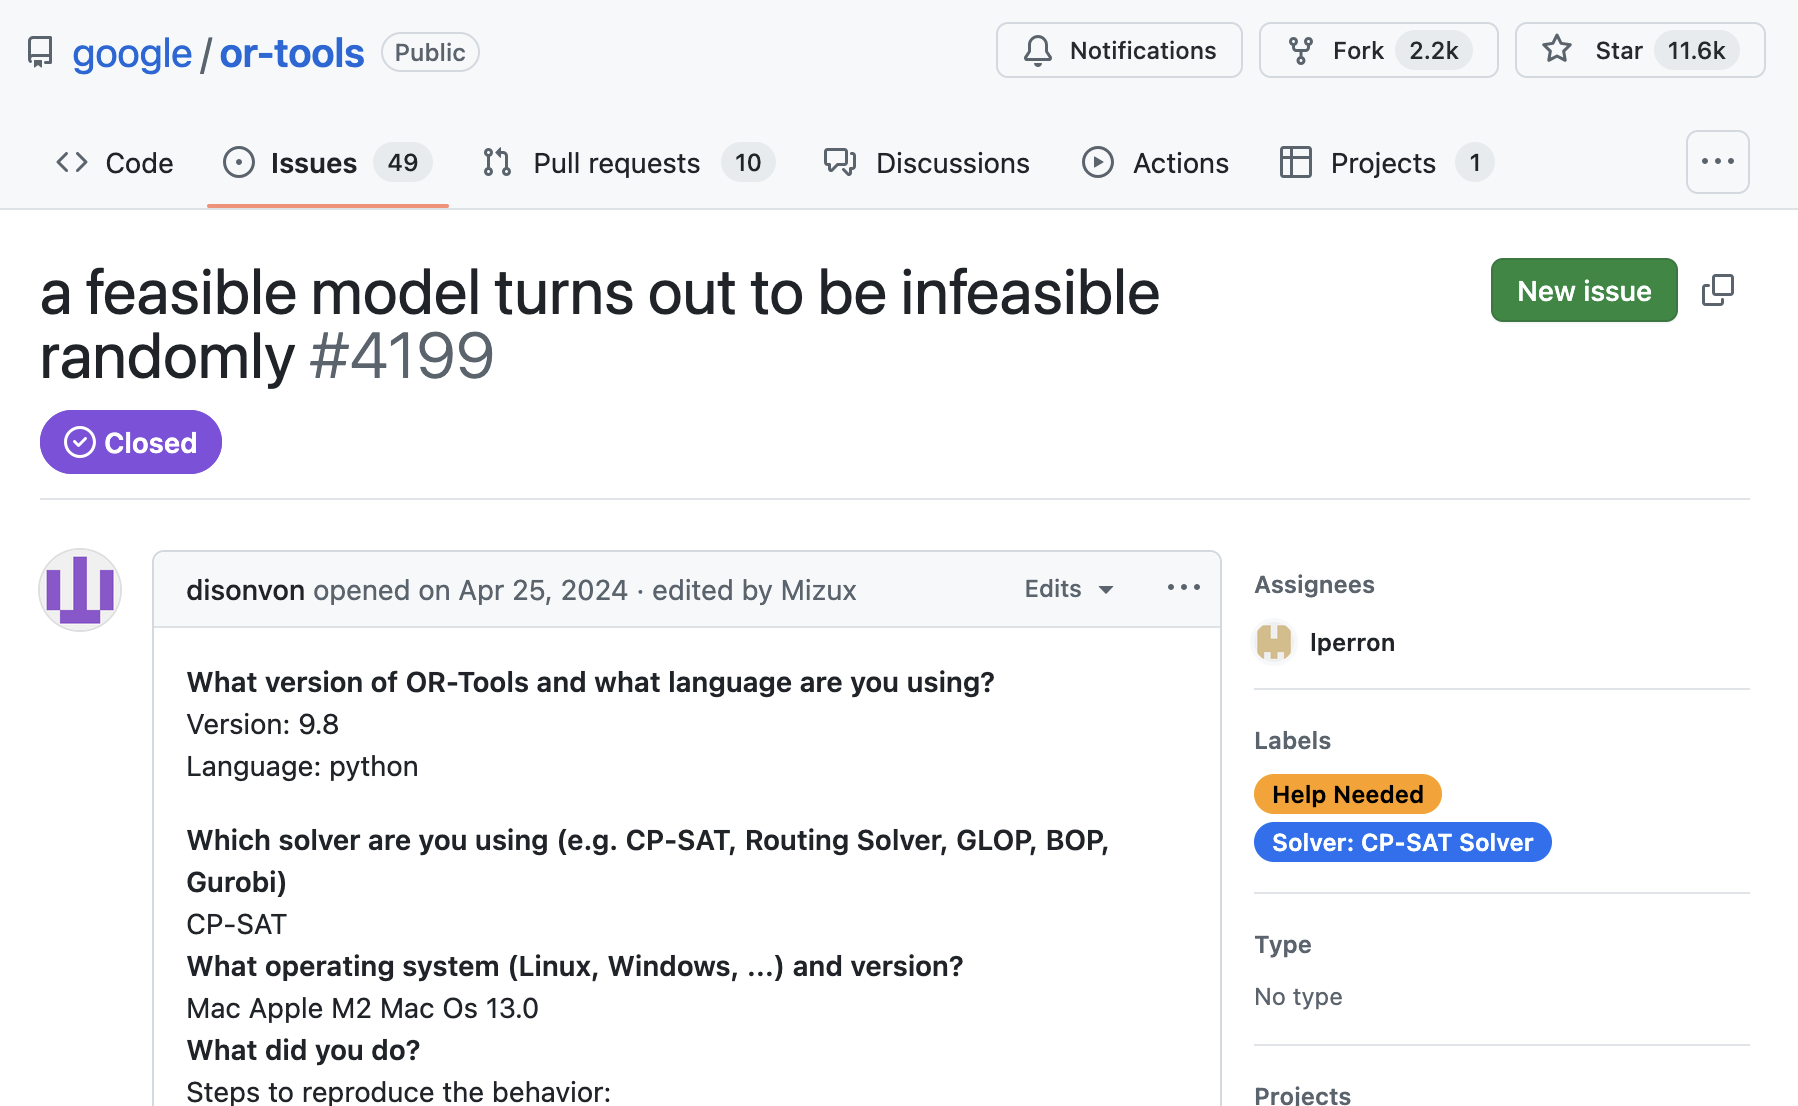 google / or-tools Public
Notifications Fork 2.2k Star 11.6k
Code Issues 49 Pull requests 10 Discussions Actions Projects 1
a feasible model turns out to be infeasible
randomly #4199
New issue
Closed
disonvon opened on Apr 25, 2024 · edited by Mizux Edits
What version of OR-Tools and what language are you using?
Version: 9.8
Language: python
Which solver are you using (e.g. CP-SAT, Routing Solver, GLOP, BOP,
Gurobi)
CP-SAT
What operating system (Linux, Windows, ...) and version?
Mac Apple M2 Mac Os 13.0
What did you do?
Steps to reproduce the behavior:
Assignees
lperron
Labels
Help Needed
Solver: CP-SAT Solver
Type
No type
Projects